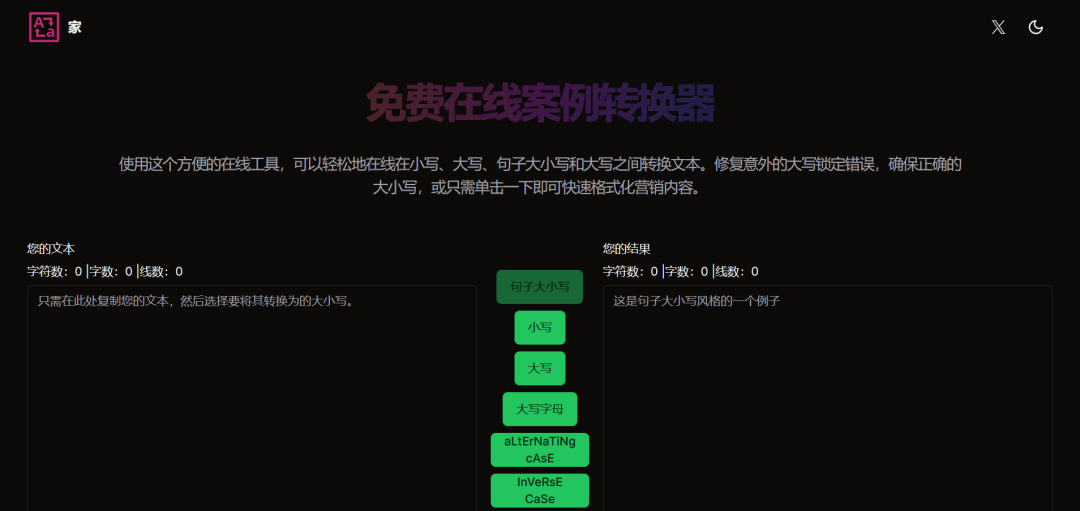 Aa
家
免费在线案例转换器
使用这个方便的在线工具，可以轻松地在线在小写、大写、句子大小写和大写之间转换文本。修复意外的大写锁定错误，确保正确的
大小写，或只需单击一下即可快速格式化营销内容。
您的文本
字符数：0 |字数：0 |线数：0
只需在此处复制您的文本，然后选择要将其转换为的大小写。
句子大小写
小写
大写
大写字母
aLtErNaTiNg
cAsE
InVeRsE
CaSe
您的结果
字符数：0 |字数：0 |线数：0
这是句子大小写风格的一个例子